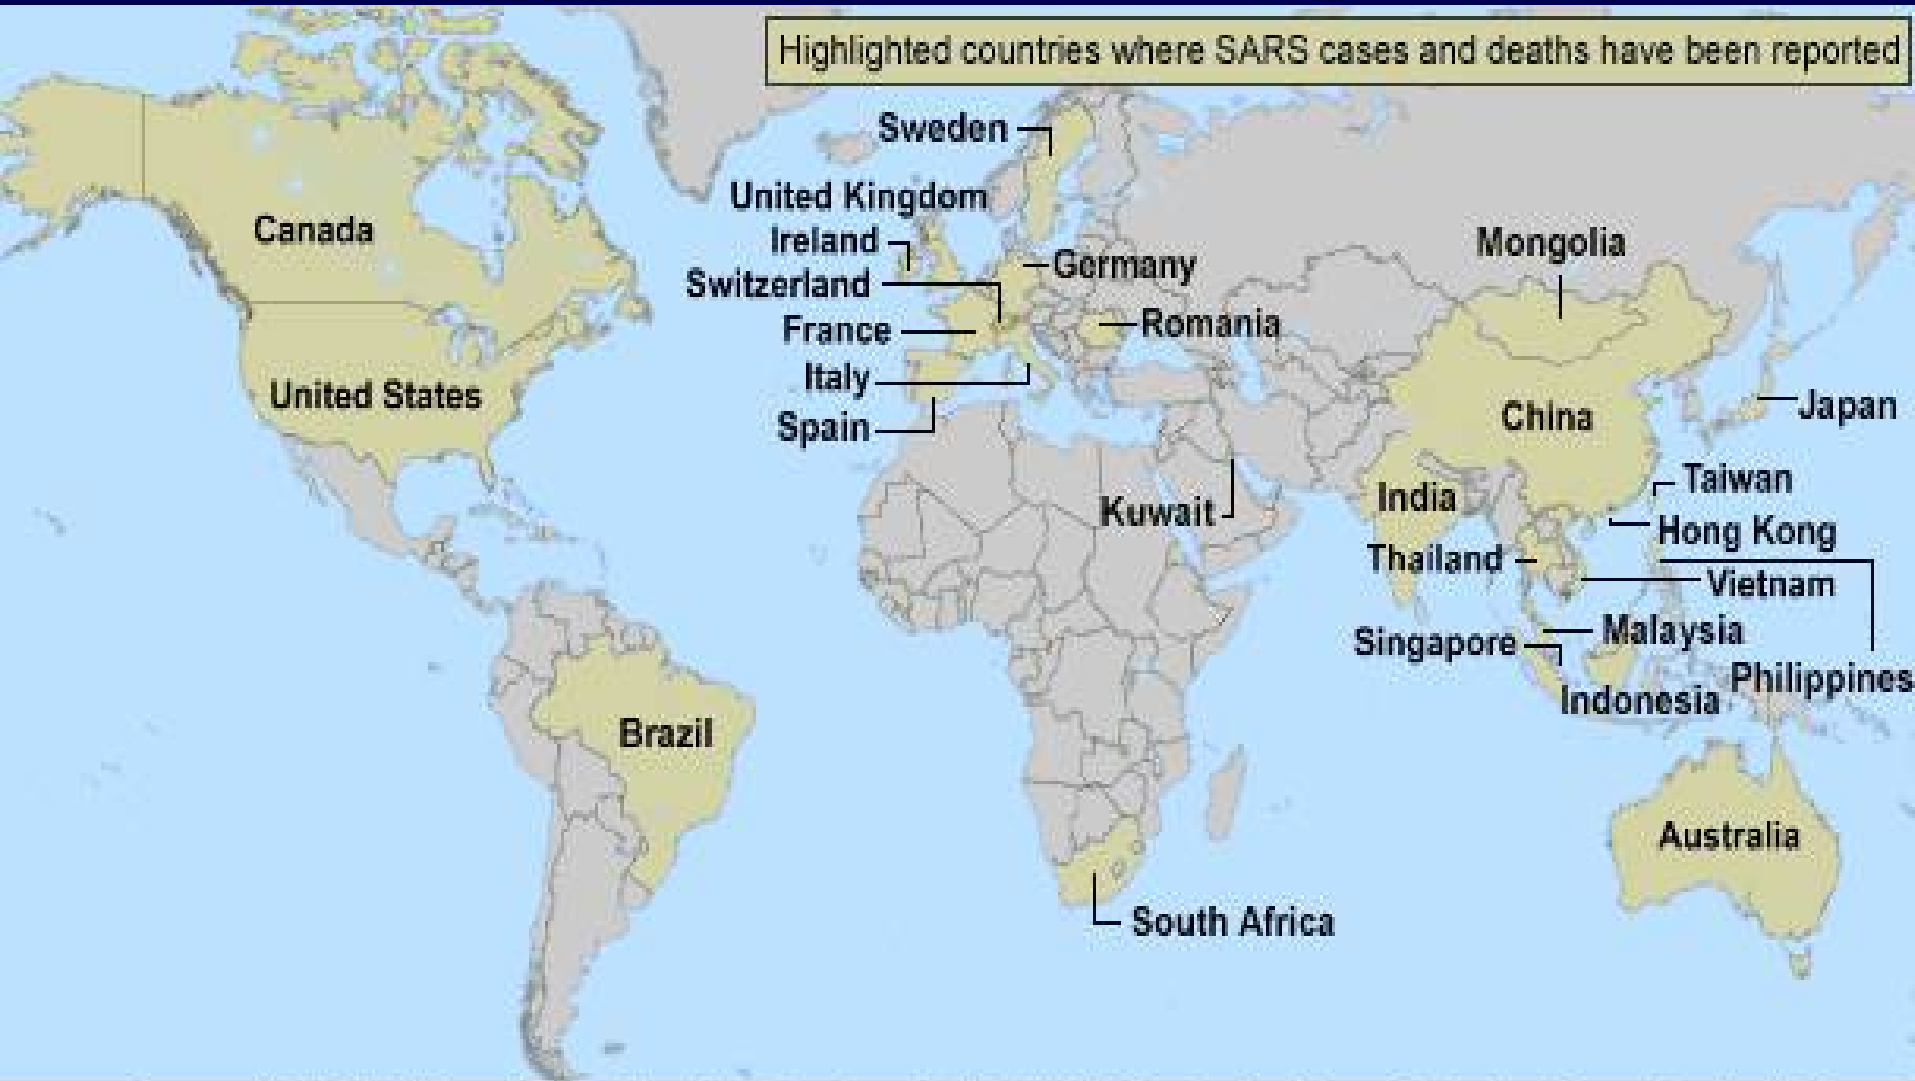 Highlighted countries where SARS cases and deaths have been reported
Sweden
United Kingdom
Canada
Ireland
Mongolia
Germany
Switzerland
France
Romania
Italy
United States
Japan
China
Spain
Taiwan
India
Kuwait
Hong Kong
Thailand
Vietnam
Malaysia
Singapore
Philippines
Indonesia
Brazil
Australia
South Africa